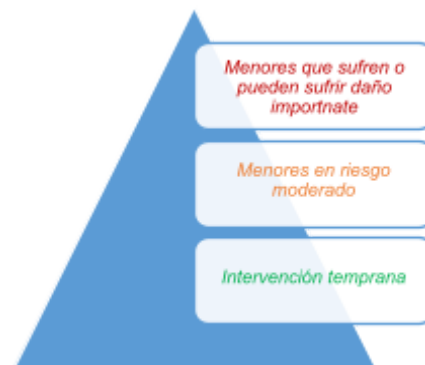 Menores que sufren o
pueden sufrir daño
importnate
Menores en riesgo
moderado
Intervención temprana